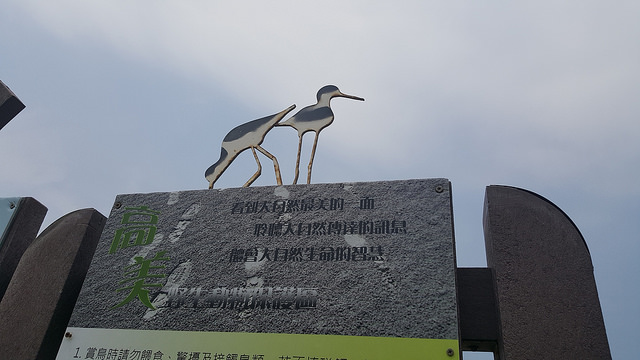 看到大自然最美的一面
聆聽大自然傳達的訊息
體會大自然生命的智慧
高美
野生動物保護區
1. 賞鳥時請勿餵食、驚擾及接觸鳥類